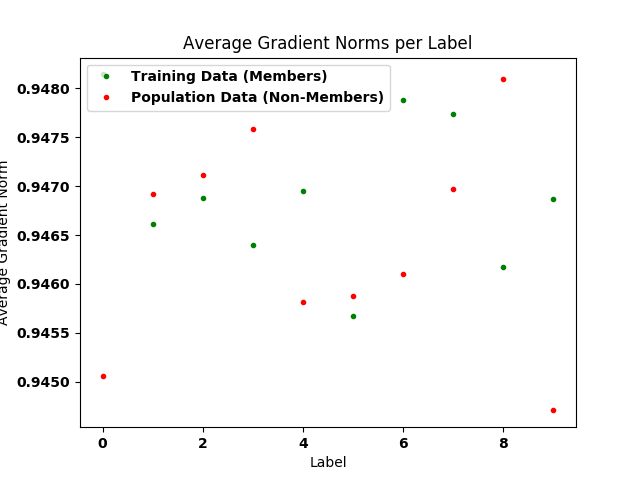 Average Gradient Norms per Label
Training Data (Members)
Population Data (Non-Members)
0.9480
0.9475
0.9470
0.9465
0.9460
0.9455
0.9450
Average Gradient Norm
0 2 4 6 8
Label